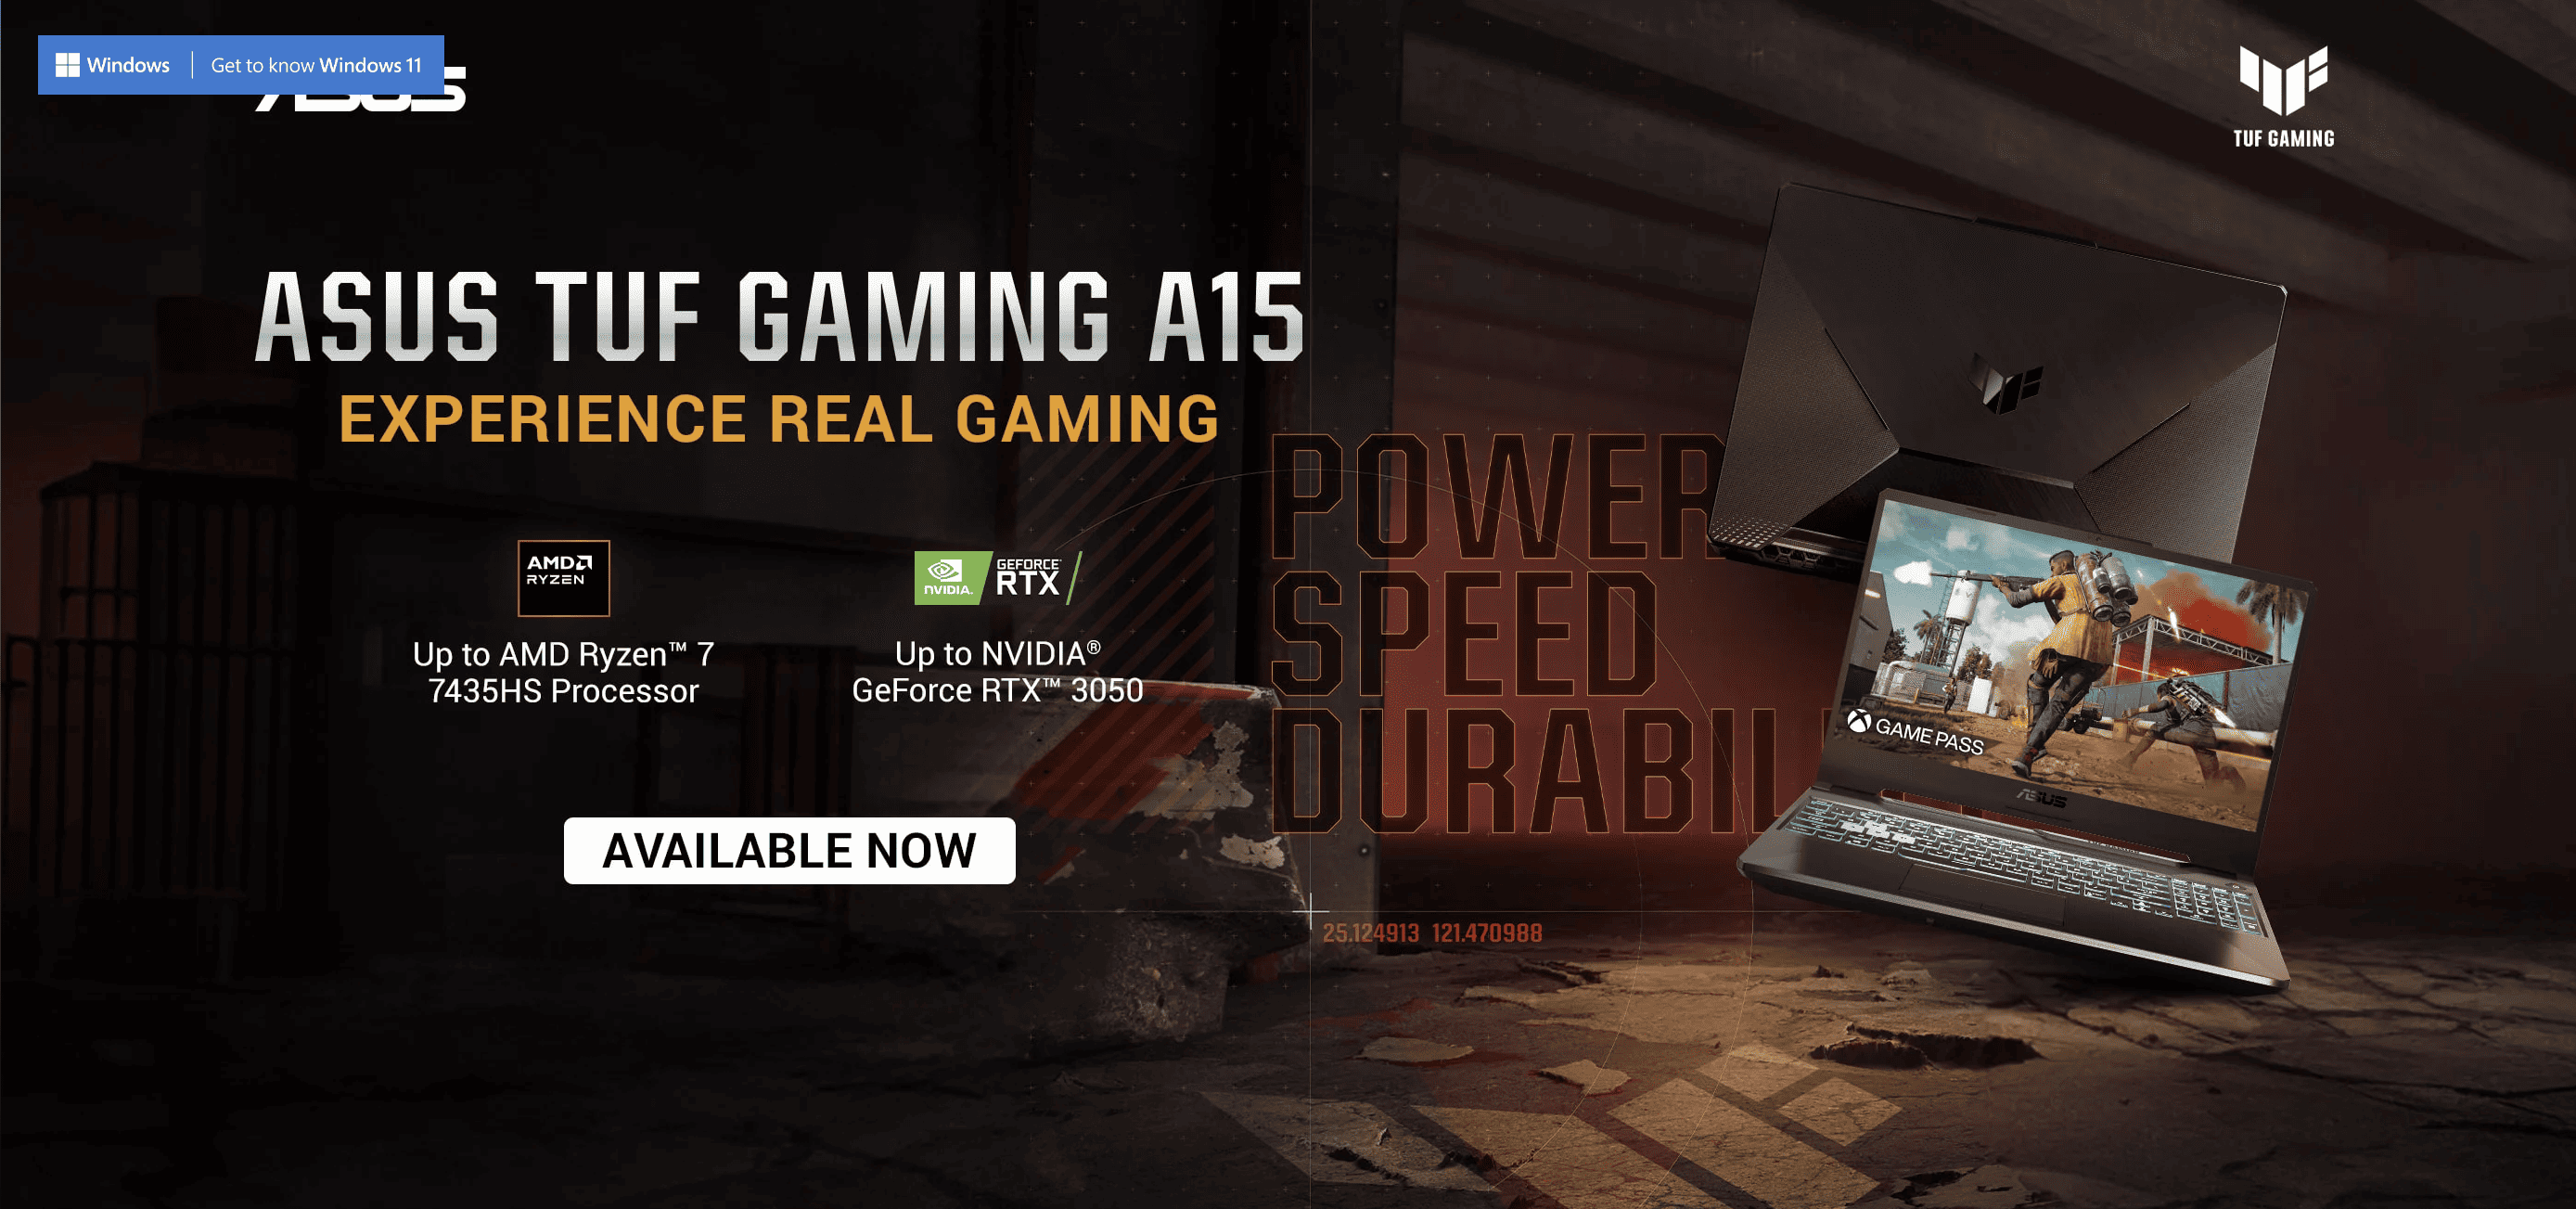 Windows | Get to know Windows 11
ASUS
TUF GAMING
ASUS TUF GAMING A15
EXPERIENCE REAL GAMING
AMD
RYZEN
NVIDIA.
GEFORCE
RTX
Up to AMD Ryzen™ 7
7435HS Processor
Up to NVIDIA®
GeForce RTX™ 3050
AVAILABLE NOW
POWER
SPEED
DURABIL
25.124913 121.470988
GAME PASS
ASUS